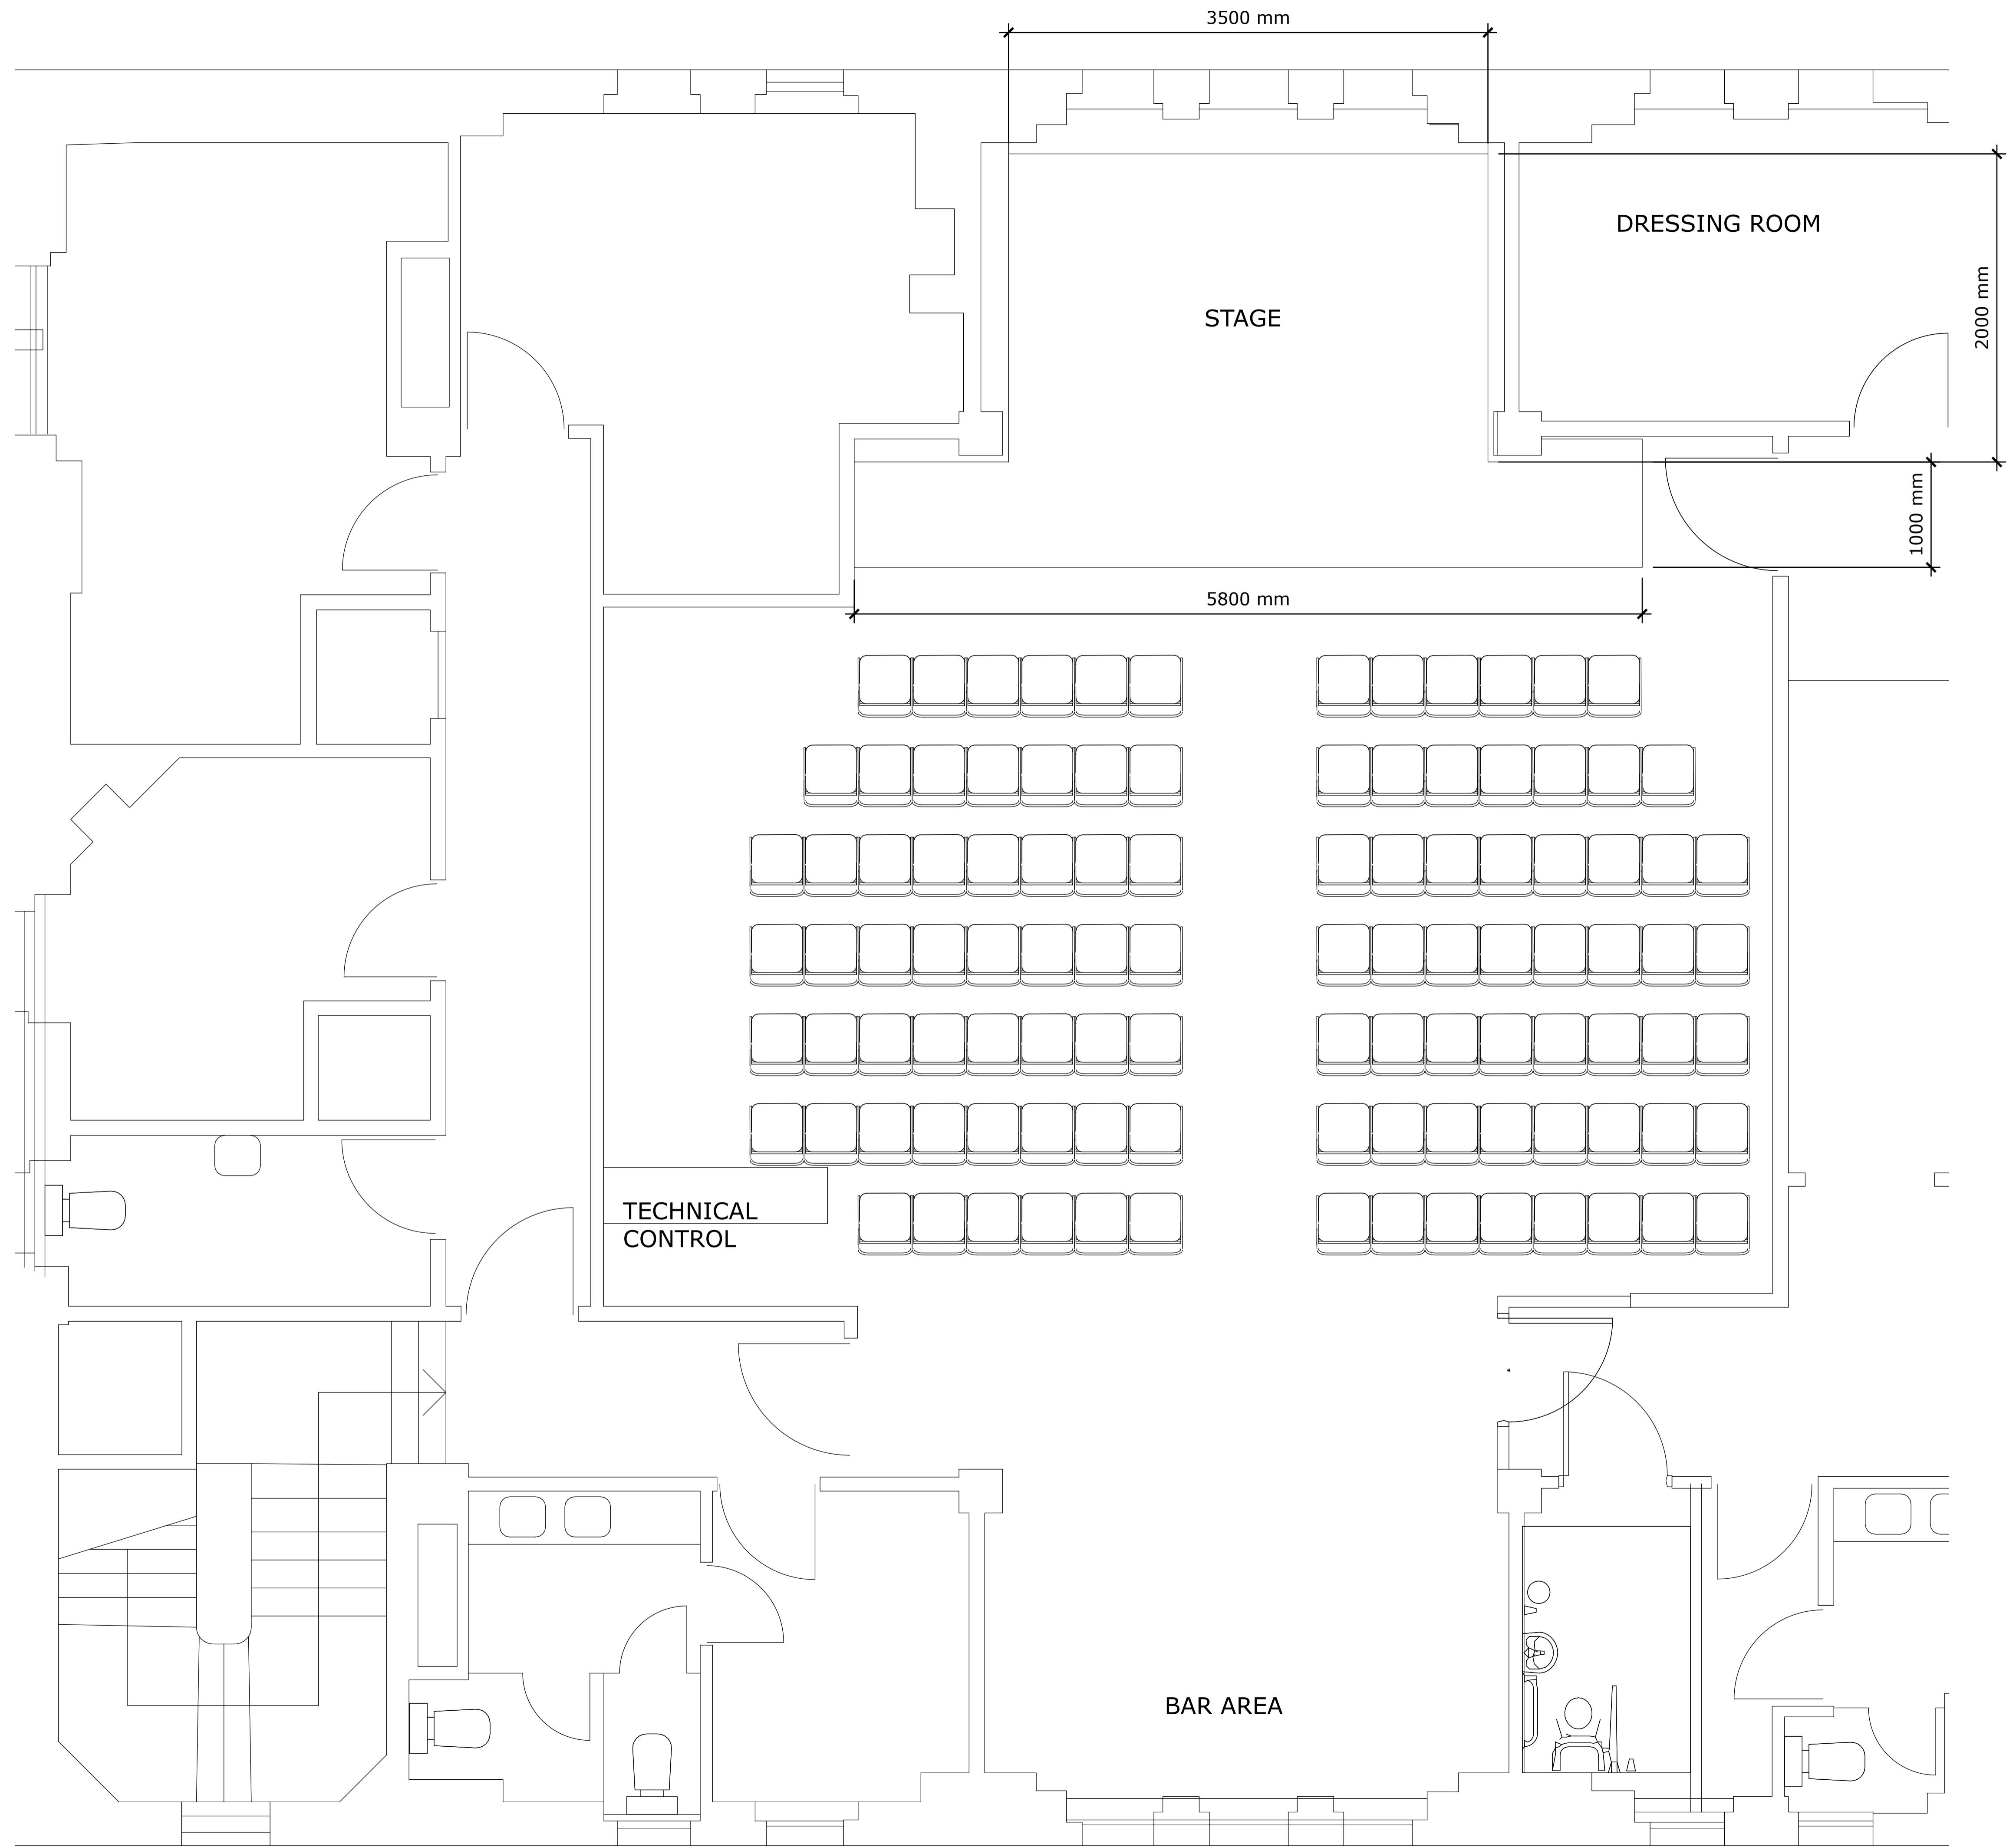 3500 mm
DRESSING ROOM
STAGE
2000 mm
1000 mm
5800 mm
TECHNICAL
CONTROL
BAR AREA